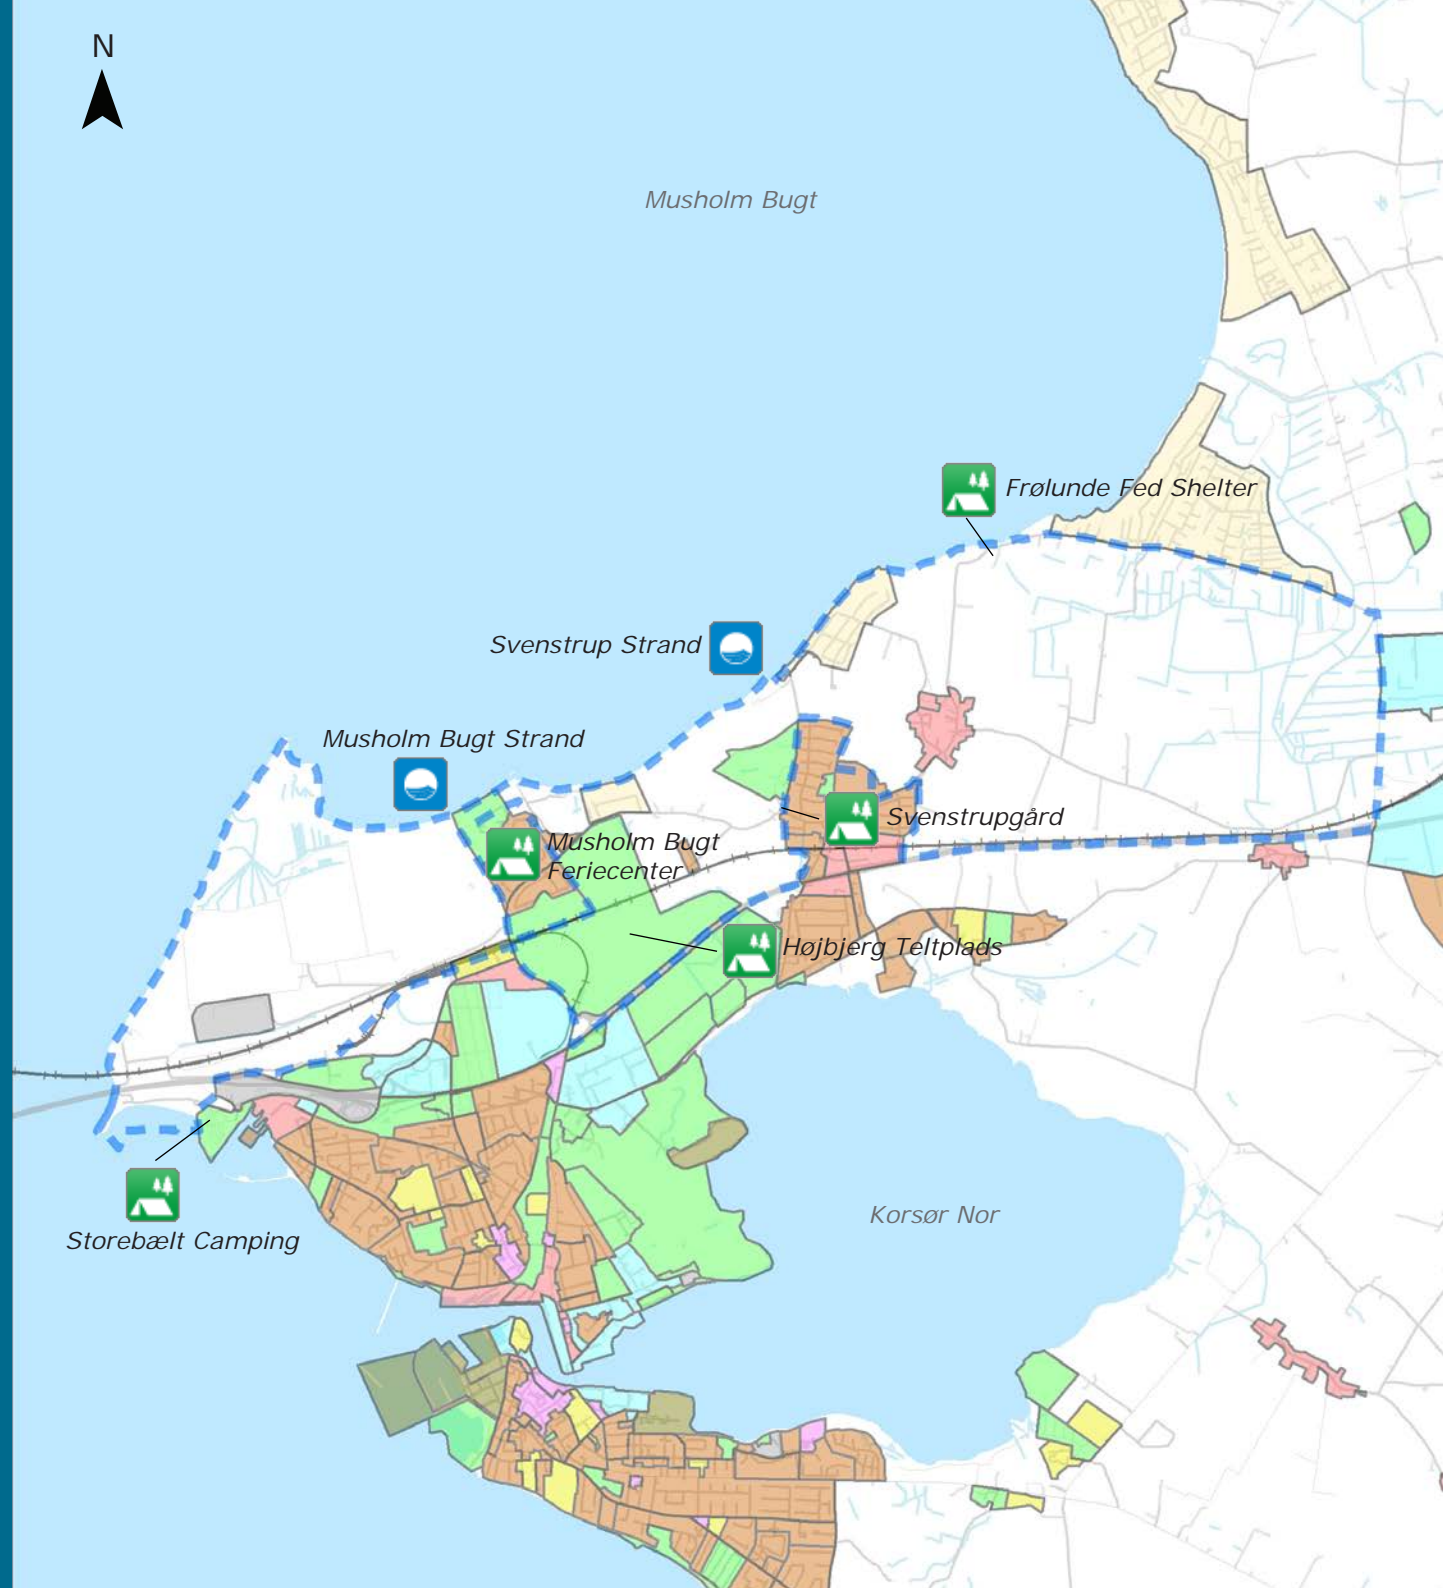 N
Musholm Bugt
Frølunde Fed Shelter
Svenstrup Strand
Musholm Bugt Strand
Svenstrupgård
Musholm Bugt
Feriecenter
Højbjerg Teltplads
Korsør Nor
Storebælt Camping